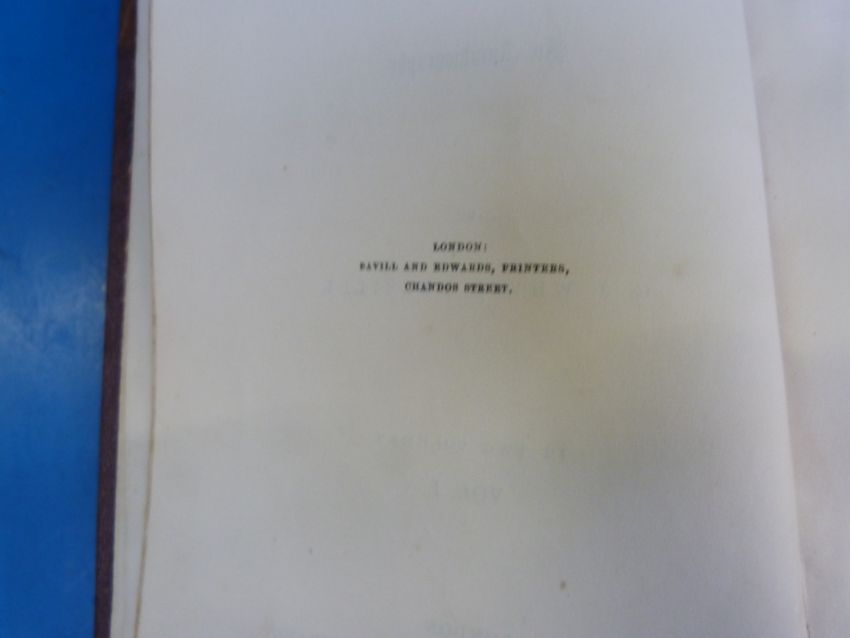 LONDON:
SAVILL AND EDWARDS, PRINTERS,
CHANDOS STREET.